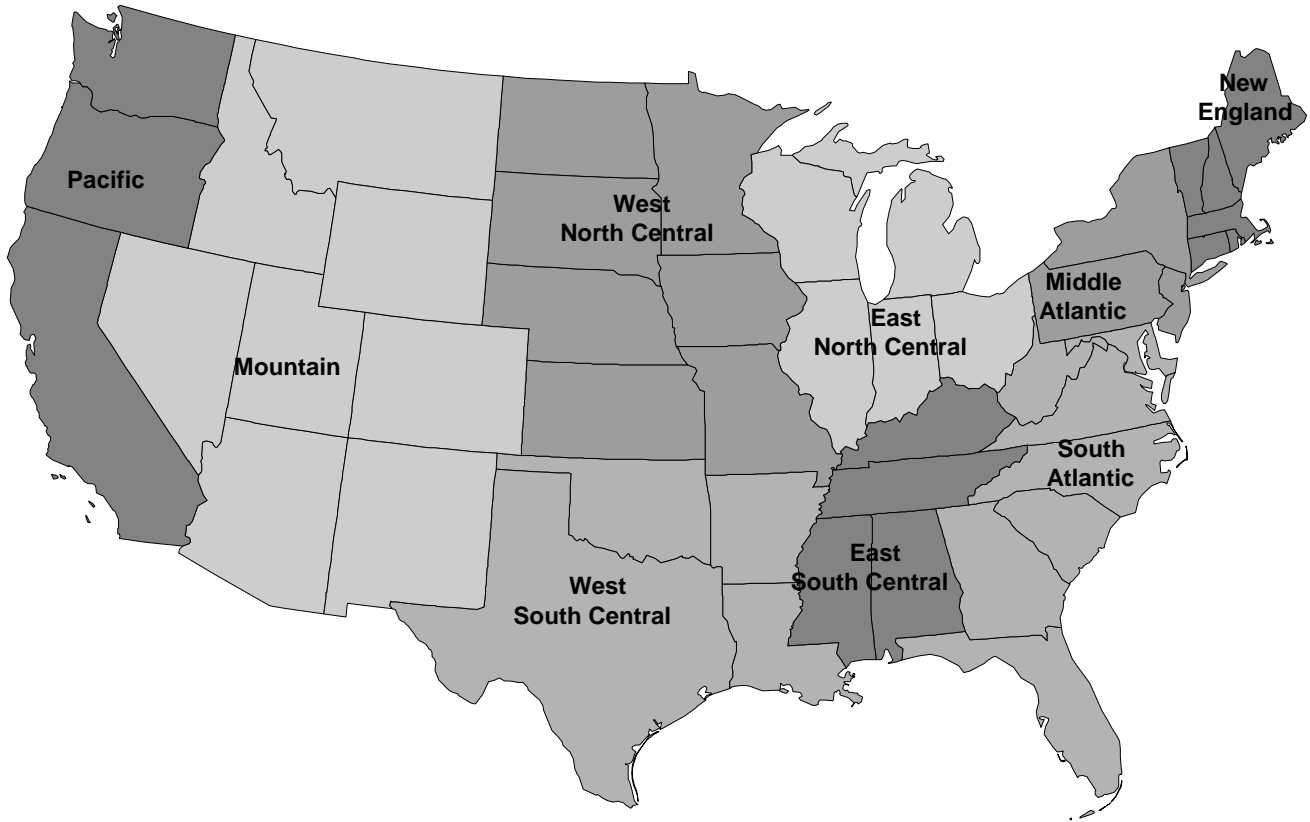 New
England
Pacific
West
North Central
Middle
Atlantic
East
North Central
Mountain
South
Atlantic
East
South Central
West
South Central